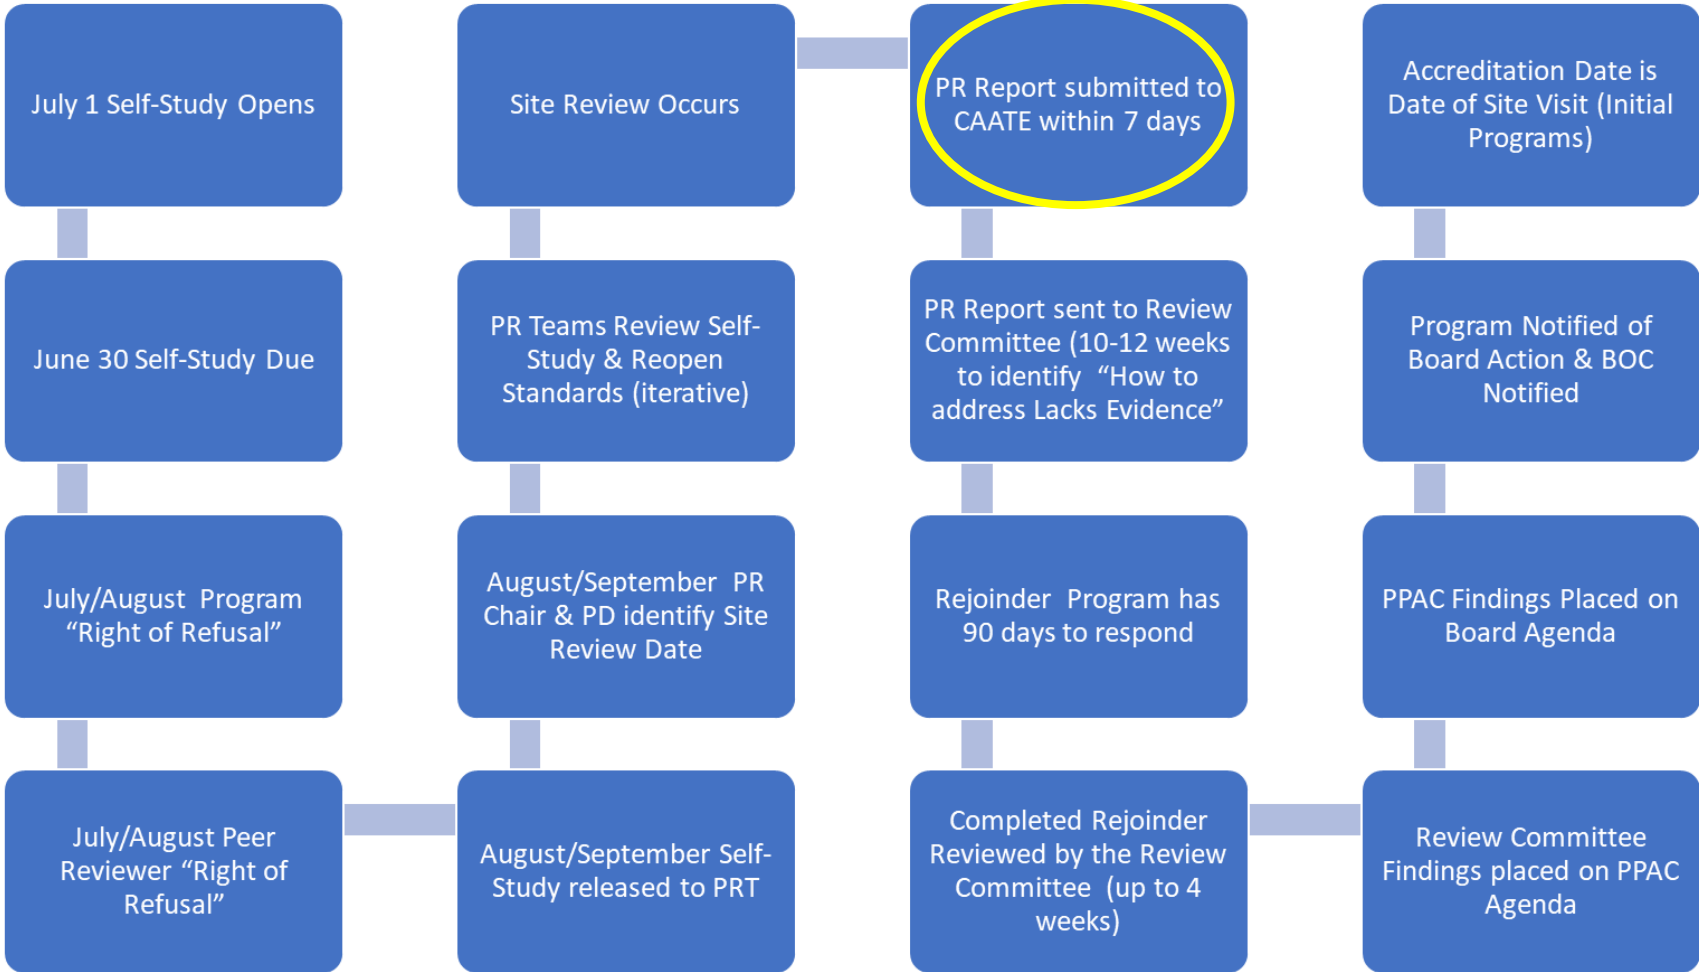 July 1 Self-Study Opens
June 30 Self-Study Due
July/August Program
“Right of Refusal”
July/August Peer
Reviewer “Right of
Refusal”
August/September Self-
Study released to PRT
August/September PR
Chair & PD identify Site
Review Date
PR Teams Review Self-
Study & Reopen
Standards (iterative)
Site Review Occurs
PR Report submitted to
CAATE within 7 days
PR Report sent to Review
Committee (10-12 weeks
to identify “How to
address Lacks Evidence”
Rejoinder Program has
90 days to respond
Completed Rejoinder
Reviewed by the Review
Committee (up to 4
weeks)
Review Committee
Findings placed on PPAC
Agenda
PPAC Findings Placed on
Board Agenda
Program Notified of
Board Action & BOC
Notified
Accreditation Date is
Date of Site Visit (Initial
Programs)